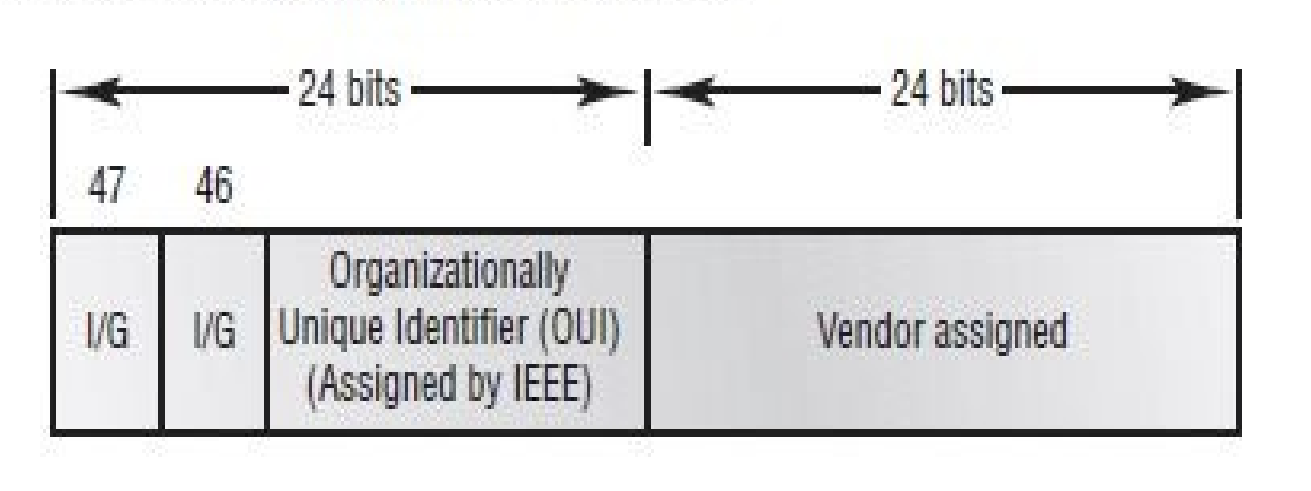 24 bits 24 bits
47 46
I/G I/G Organizationally
Unique Identifier (OUI)
(Assigned by IEEE) Vendor assigned